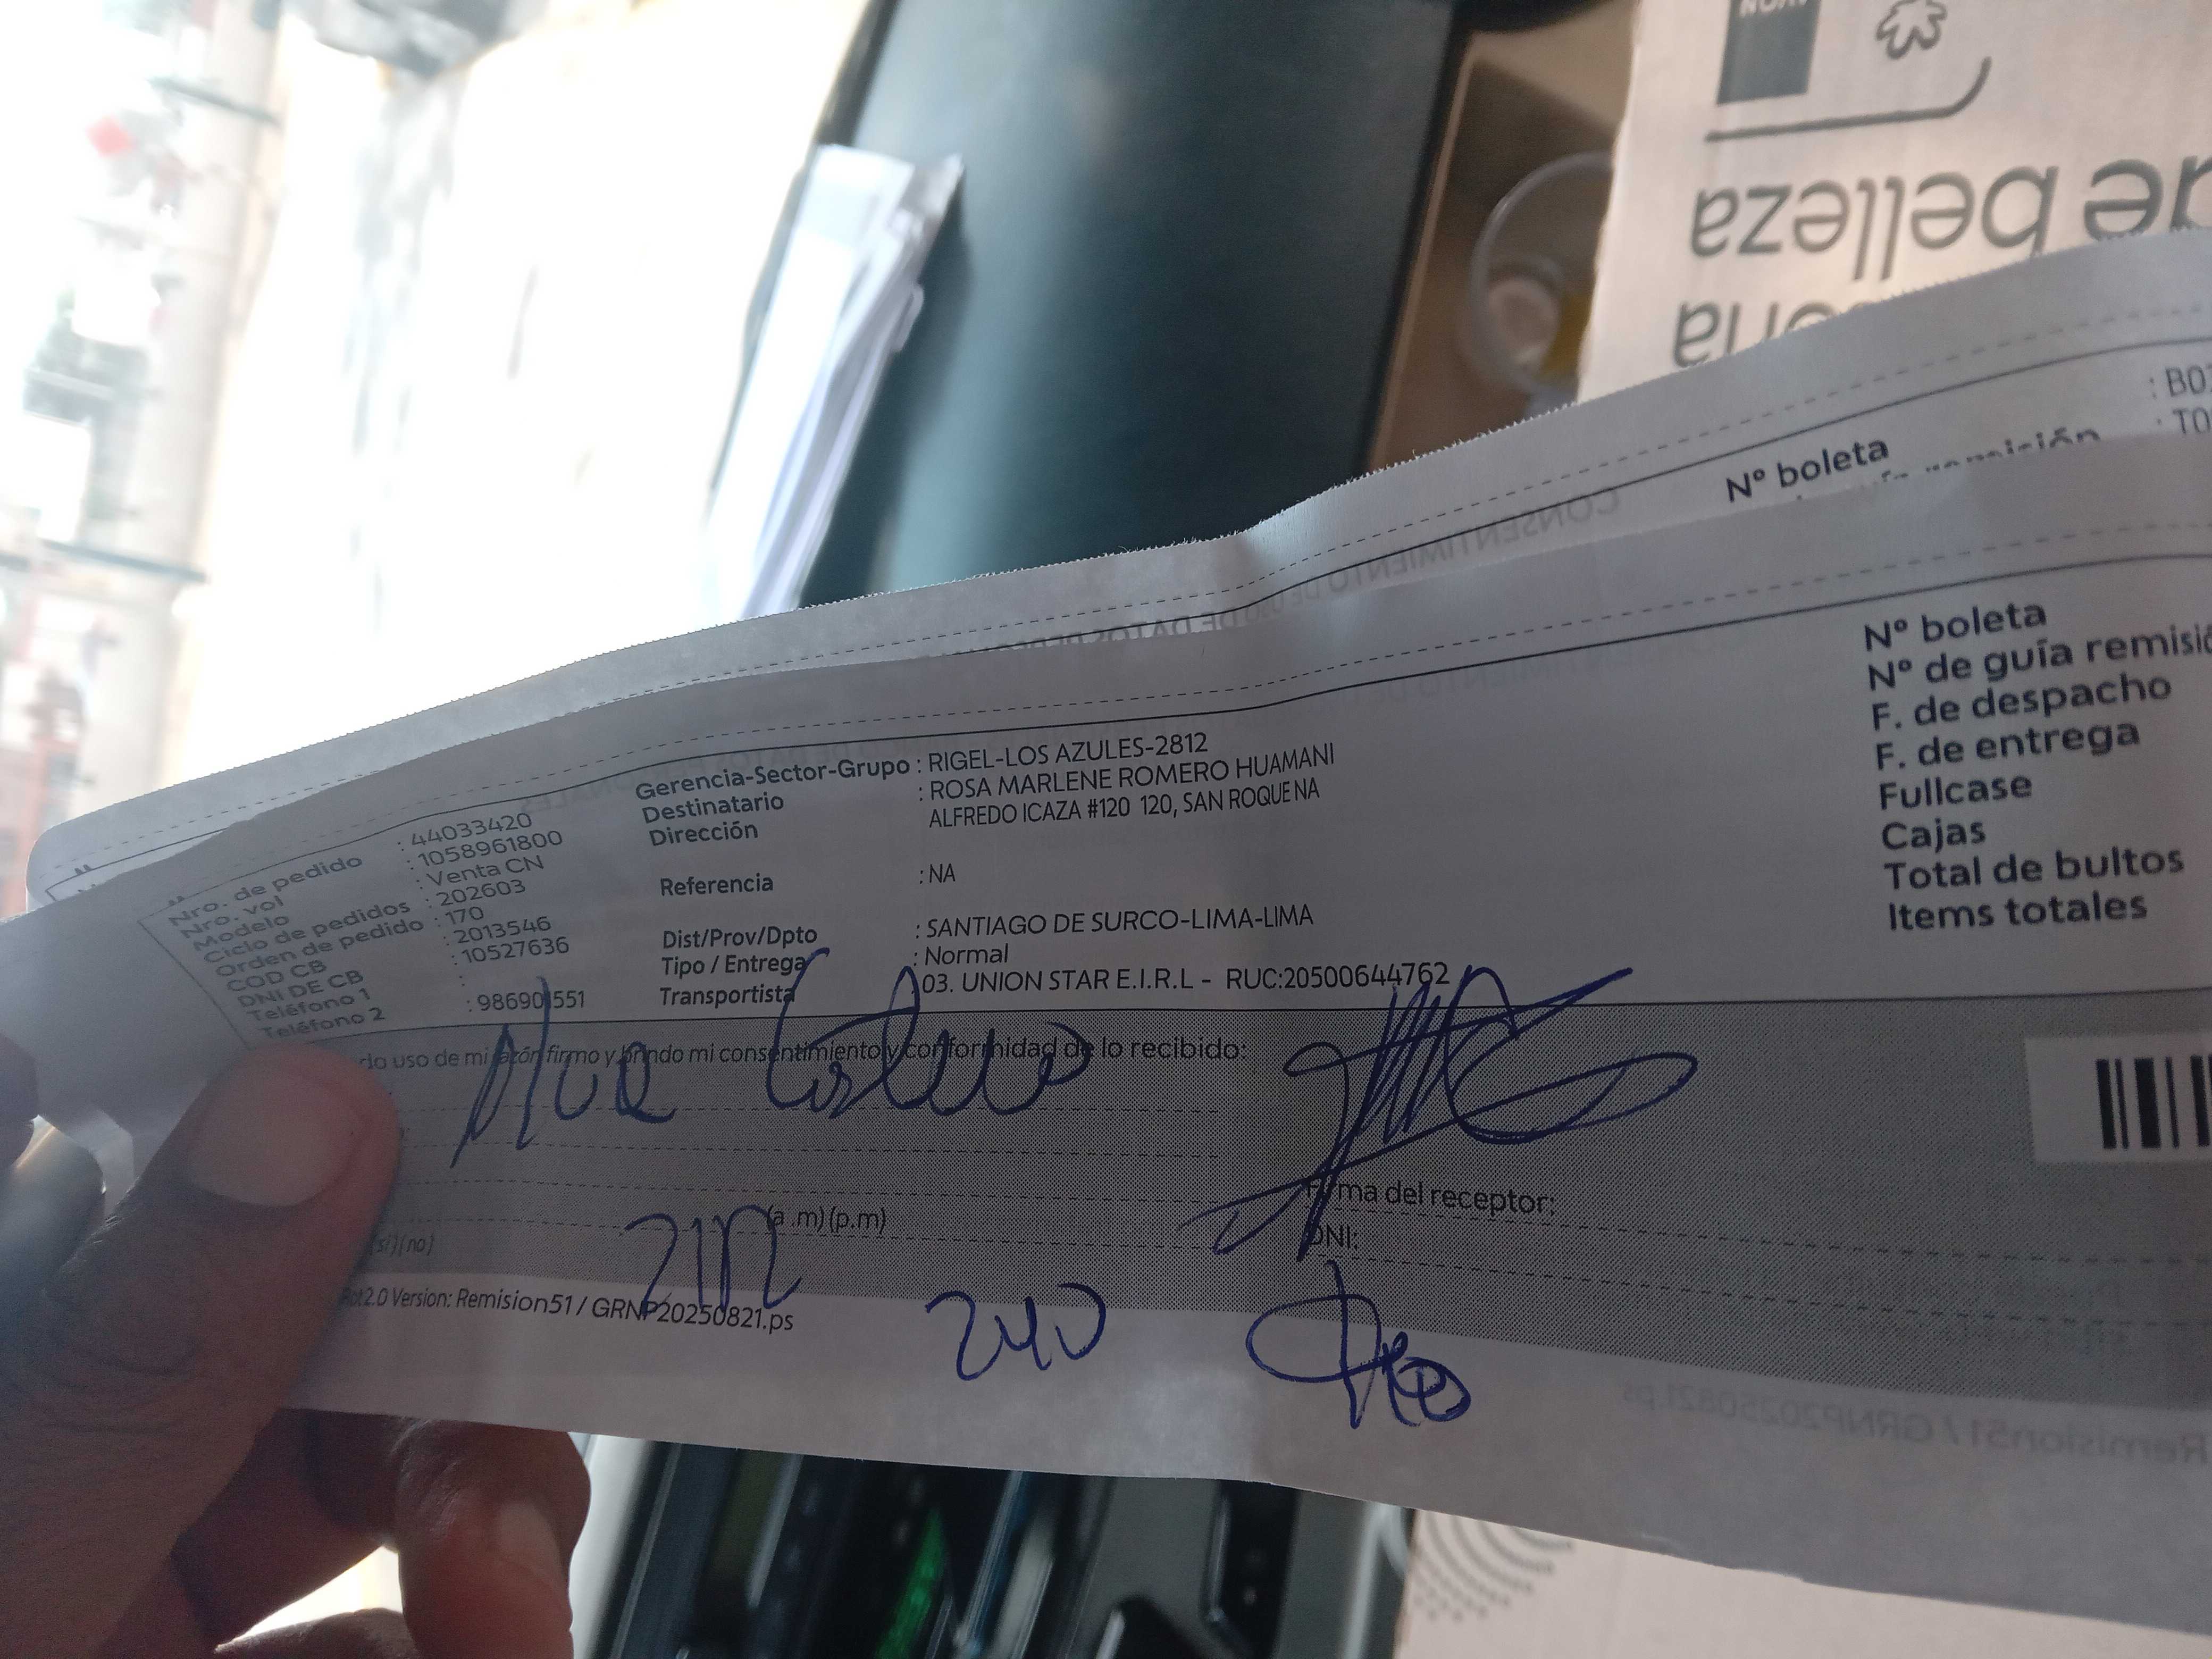 de belleza
Nº boleta
Nro. de pedido : 44033420
Nro. vol : 1058961800
Modelo : Venta CN
Ciclo de pedidos : 202603
Orden de pedido : 170
COD CB : 2013546
DNI DE CB : 10527636
Teléfono 1 :
Teléfono 2 : 986901551
Gerencia-Sector-Grupo : RIGEL-LOS AZULES-2812
Destinatario : ROSA MARLENE ROMERO HUAMANI
Dirección ALFREDO ICAZA #120 120, SAN ROQUE NA
Referencia : NA
Dist/Prov/Dpto : SANTIAGO DE SURCO-LIMA-LIMA
Tipo / Entrega : Normal
Transportista 03. UNION STAR E.I.R.L - RUC:20500644762
Nº boleta
Nº de guía remisió
F. de despacho
F. de entrega
Fullcase
Cajas
Total de bultos
Items totales
do uso de mi razón firmo y brindo mi consentimiento y conformidad de lo recibido:
(a .m)(p.m)
(si)(no)
Firma del receptor:
DNI:
2.0 Version: Remision51 / GRNP20250821.ps
240